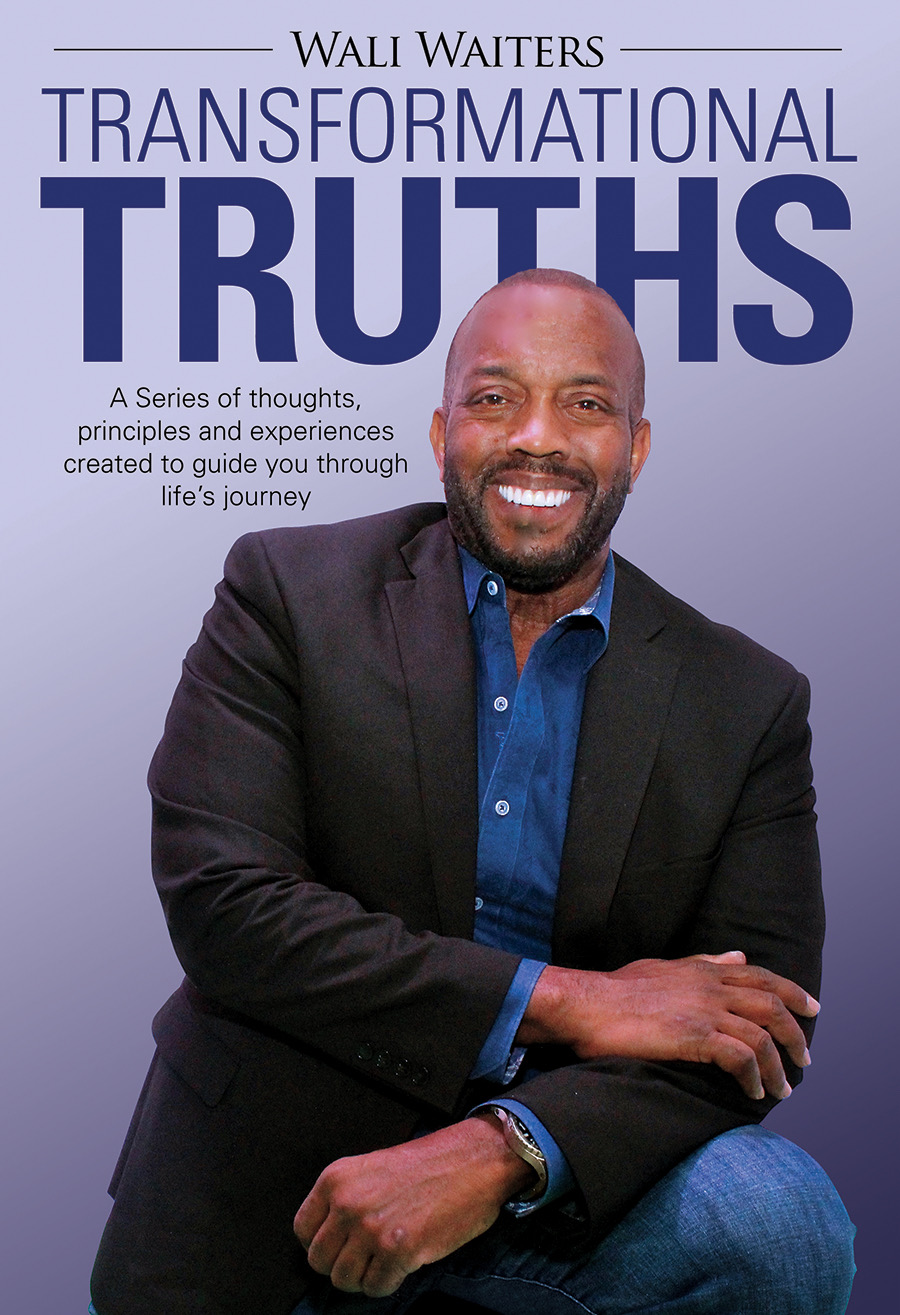 WALI WAITERS
TRANSFORMATIONAL
TRUTHS
A Series of thoughts,
principles and experiences
created to guide you through
life's journey